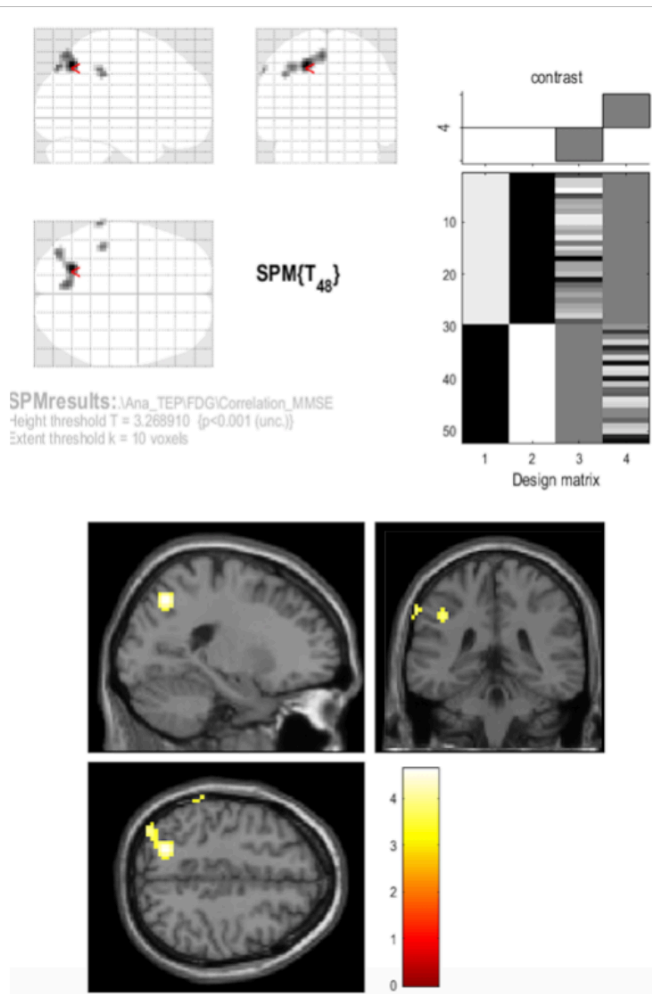 contrast
4
SPM{T48}
10
20
30
40
50
1 2 3 4
Design matrix
SPMresults:.\Ana_TEP\FDG\Correlation_MMSE
Height threshold T = 3.268910 {p<0.001 (unc.)}
Extent threshold k = 10 voxels
4
3
2
1
0